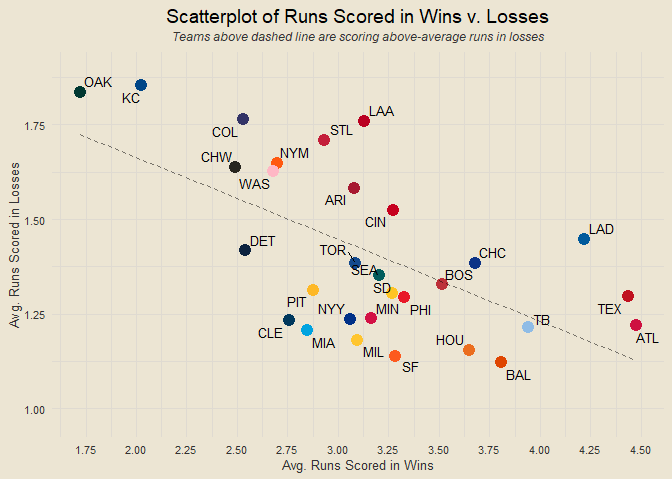 Scatterplot of Runs Scored in Wins v. Losses
Teams above dashed line are scoring above-average runs in losses
OAK
KC
COL
LAA
STL
CHW
NYM
WAS
ARI
CIN
LAD
DET
TOR
CHC
SEA
BOS
SD
PIT
NYY
MIN
PHI
TEX
TB
ATL
CLE
MIA
MIL
HOU
SF
BAL
1.75
1.50
1.25
1.00
Avg. Runs Scored in Losses
1.75 2.00 2.25 2.50 2.75 3.00 3.25 3.50 3.75 4.00 4.25 4.50
Avg. Runs Scored in Wins